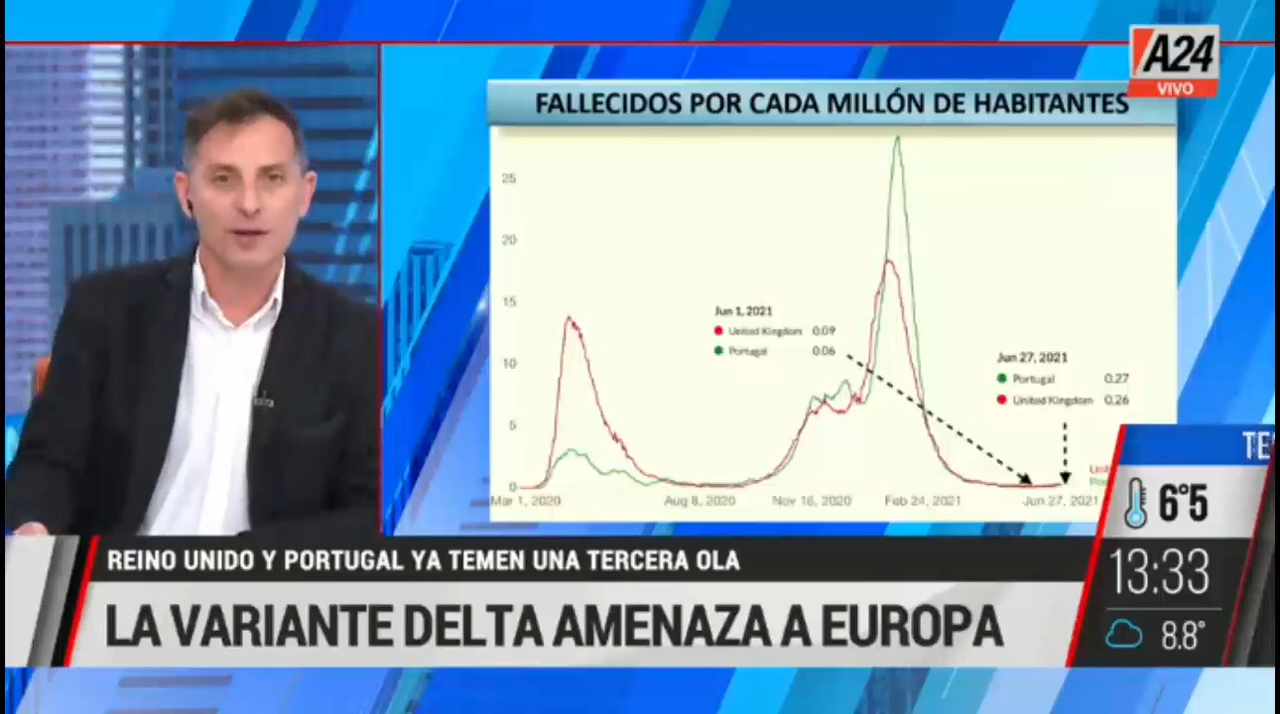 A24
VIVO
FALLECIDOS POR CADA MILLÓN DE HABITANTES
25
20
15
10
5
0
Jun 1, 2021
United Kingdom 0.09
Portugal 0.06
Jun 27, 2021
Portugal 0.27
United Kingdom 0.26
Mar 1, 2020
Aug 8, 2020
Nov 16, 2020
Feb 24, 2021
Jun 27, 2021
REINO UNIDO Y PORTUGAL YA TEMEN UNA TERCERA OLA
LA VARIANTE DELTA AMENAZA A EUROPA
TE
6°5
13:33
8.8°